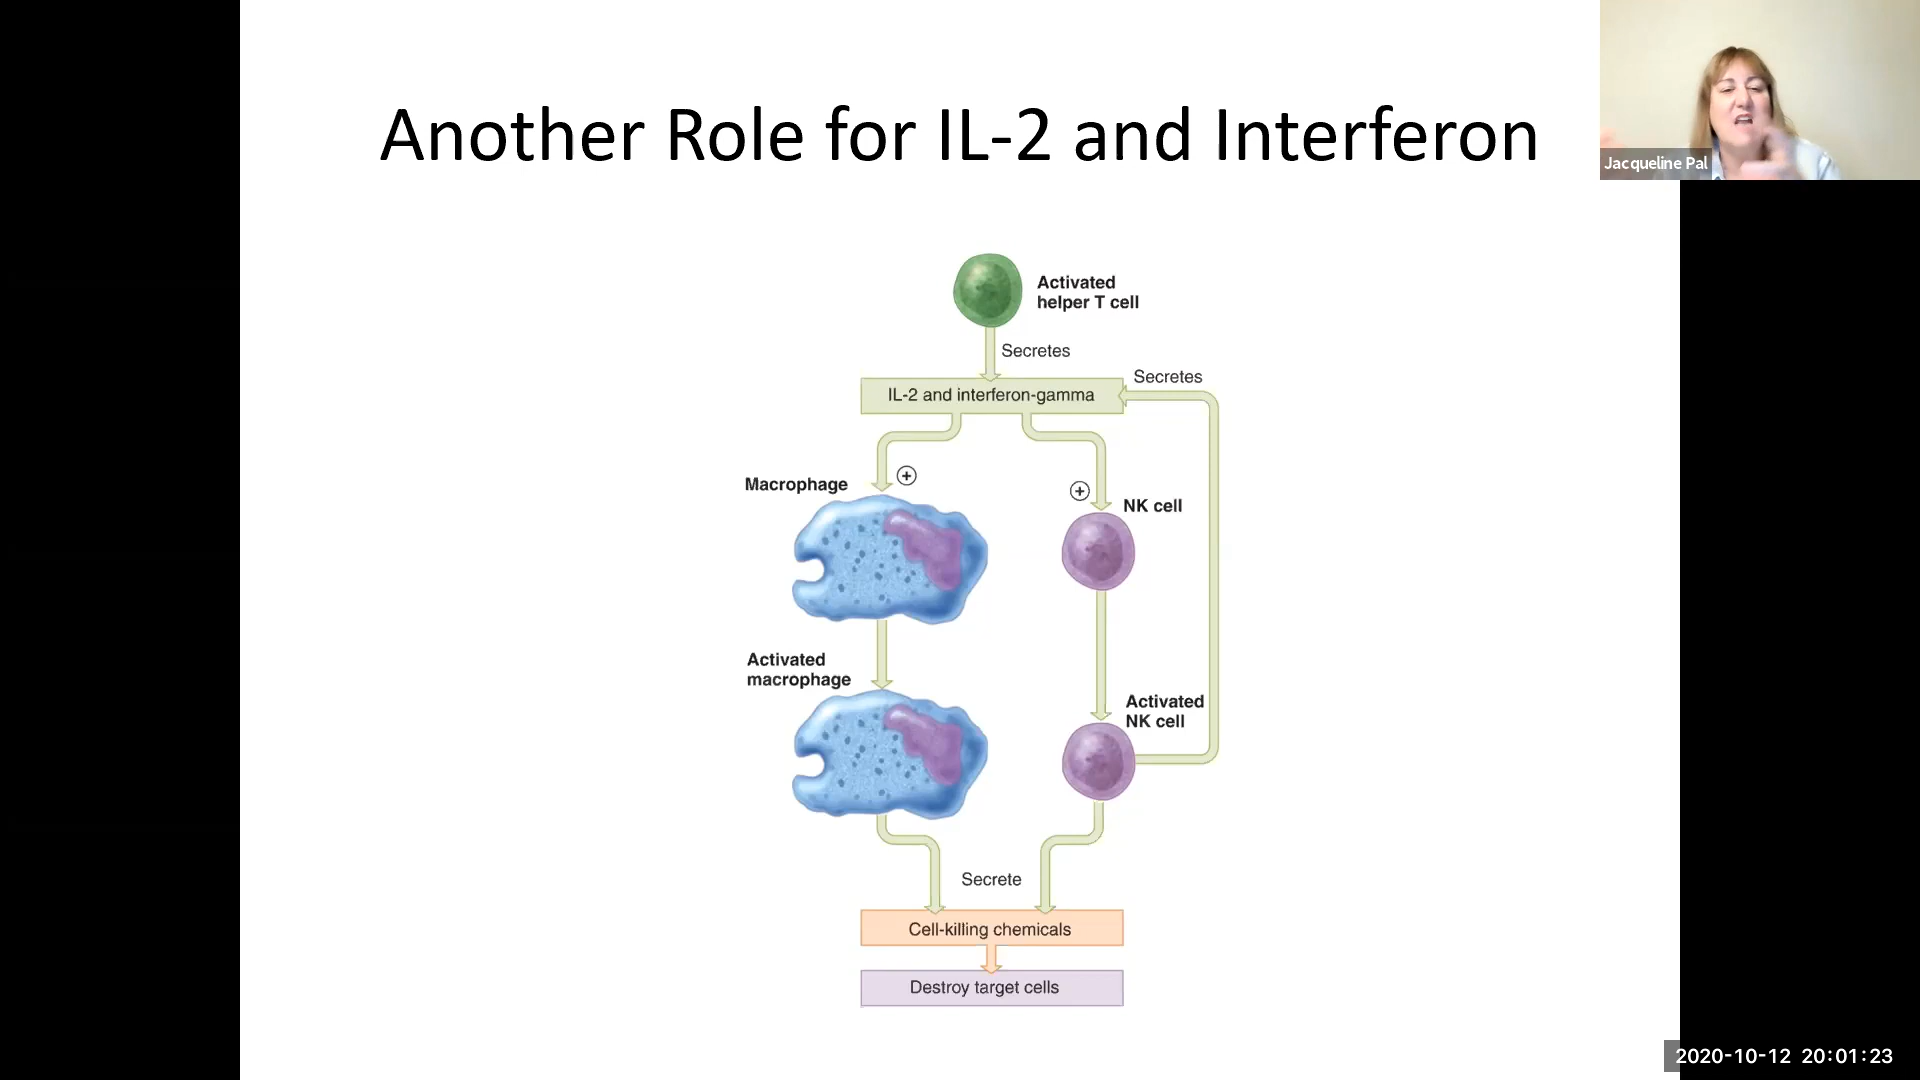 Another Role for IL-2 and Interferon
Jacqueline Pal
Activated
helper T cell
Secretes
Secretes
IL-2 and interferon-gamma
+
Macrophage
+
NK cell
Activated
macrophage
Activated
NK cell
Secrete
Cell-killing chemicals
Destroy target cells
2020-10-12 20:01:23